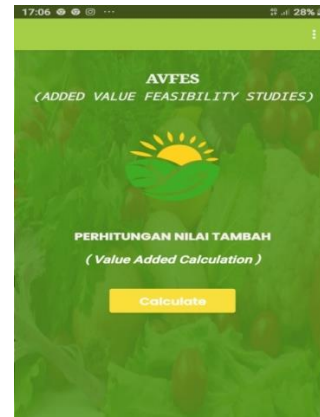 17:06
28%
AVFES
(ADDED VALUE FEASIBILITY STUDIES)
PERHITUNGAN NILAI TAMBAH
( Value Added Calculation )
Calculate